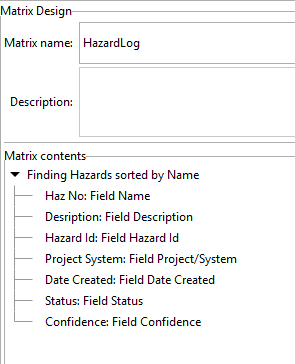 Matrix Design
Matrix name: HazardLog
Description:
Matrix contents
Finding Hazards sorted by Name
Haz No: Field Name
Desription: Field Description
Hazard Id: Field Hazard Id
Project System: Field Project/System
Date Created: Field Date Created
Status: Field Status
Confidence: Field Confidence